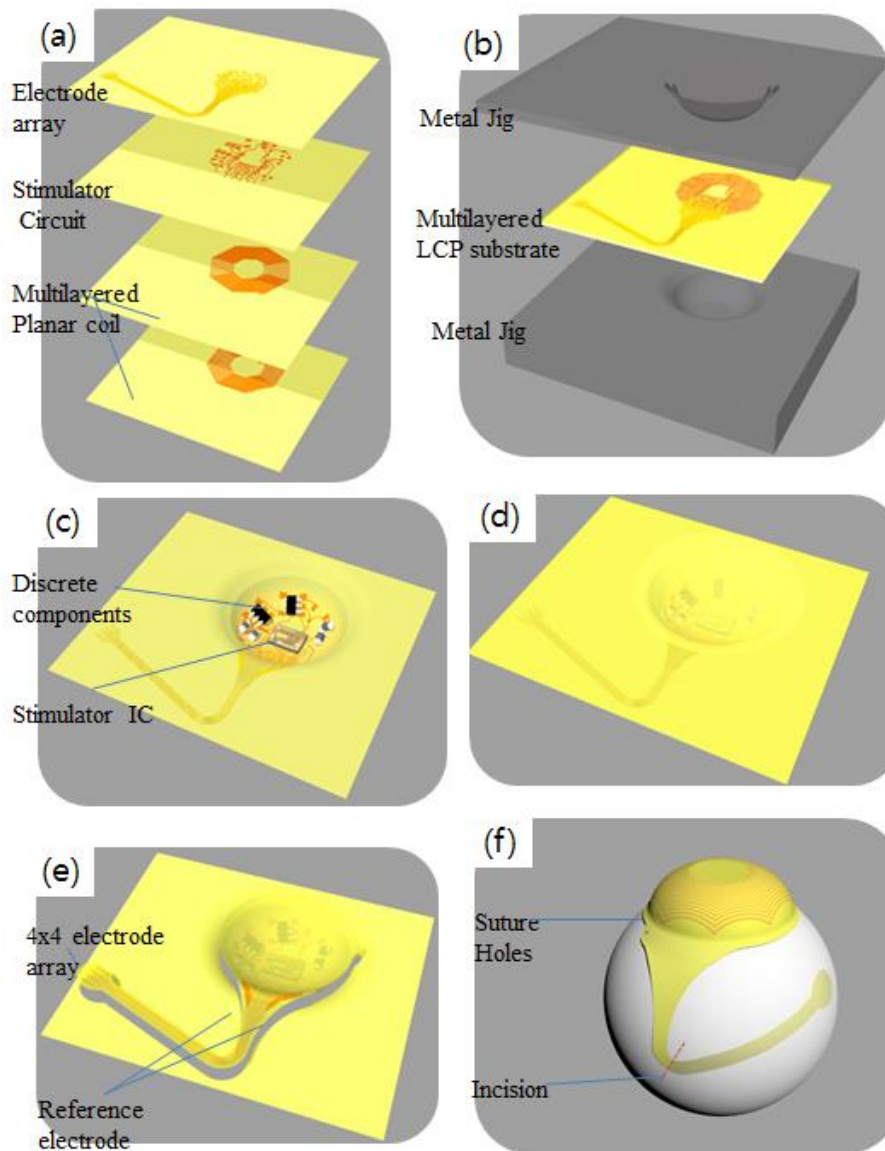 (a)
Electrode
array
Stimulator
Circuit
Multilayered
Planar coil
(b)
Metal Jig
Multilayered
LCP substrate
Metal Jig
(c)
Discrete
components
Stimulator IC
(d)
(e)
4x4 electrode
array
Reference
electrode
(f)
Suture
Holes
Incision